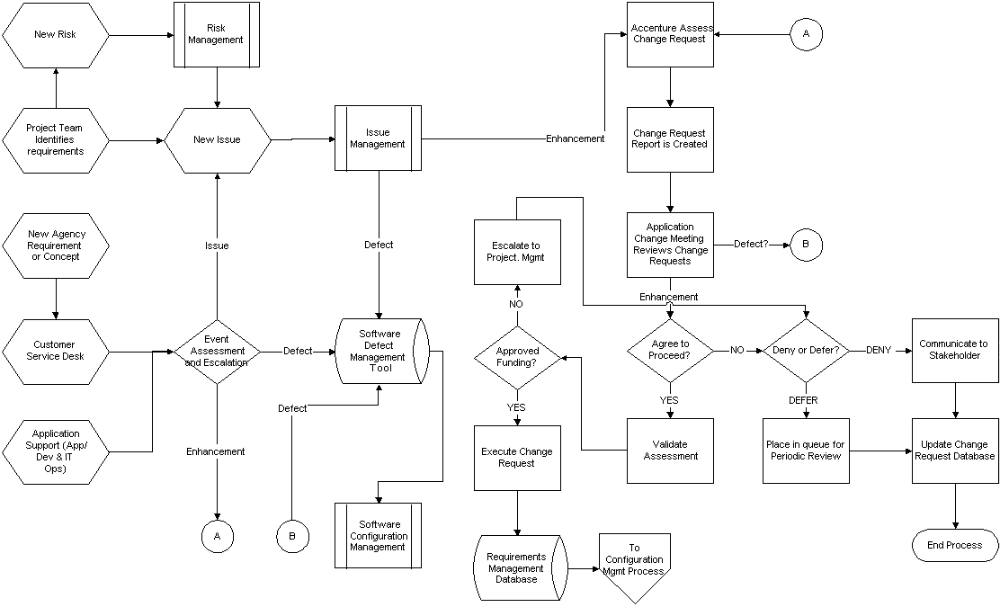 New Risk
Risk
Management
Accenture Assess
Change Request
A
Project Team
Identifies
requirements
New Issue
Issue
Management
Enhancement
Change Request
Report is Created
New Agency
Requirement
or Concept
Issue
Defect
Escalate to
Project. Mgmt
Application
Change Meeting
Reviews Change
Requests
Defect?
B
Enhancement
NO
Customer
Service Desk
Event
Assessment
and Escalation
Defect
Software
Defect
Management
Tool
Approved
Funding?
Agree to
Proceed?
NO
Deny or Defer?
DENY
Communicate to
Stakeholder
YES
DEFER
Defect
YES
Application
Support (App/
Dev & IT
Ops)
Enhancement
Execute Change
Request
Validate
Assessment
Place in queue for
Periodic Review
Update Change
Request Database
A
B
Software
Configuration
Management
Requirements
Management
Database
To
Configuration
Mgmt Process
End Process